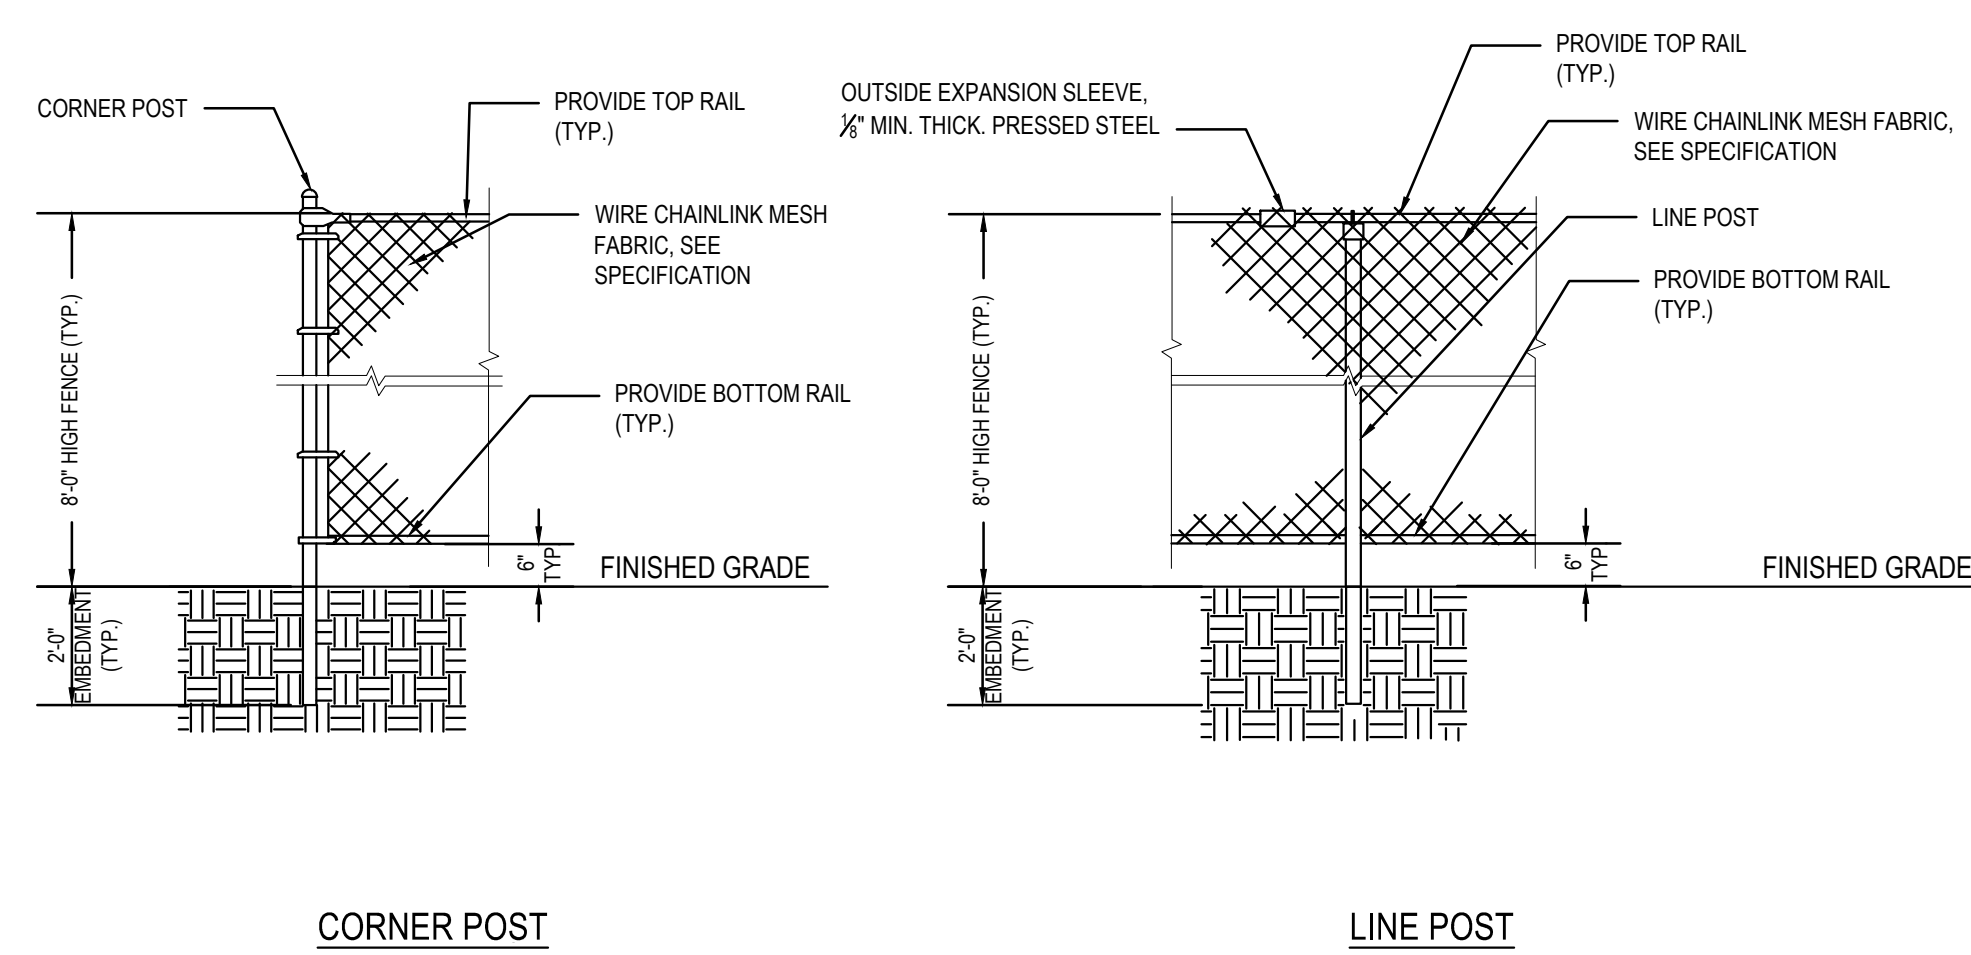 CORNER POST
PROVIDE TOP RAIL
(TYP.)
WIRE CHAINLINK MESH
FABRIC, SEE
SPECIFICATION
PROVIDE BOTTOM RAIL
(TYP.)
8'-0" HIGH FENCE (TYP.)
6"
TYP
FINISHED GRADE
2'-0"
EMBEDMENT
(TYP.)
CORNER POST
OUTSIDE EXPANSION SLEEVE,
⅛" MIN. THICK. PRESSED STEEL
PROVIDE TOP RAIL
(TYP.)
WIRE CHAINLINK MESH FABRIC,
SEE SPECIFICATION
LINE POST
PROVIDE BOTTOM RAIL
(TYP.)
8'-0" HIGH FENCE (TYP.)
6"
TYP
FINISHED GRADE
2'-0"
EMBEDMENT
(TYP.)
LINE POST